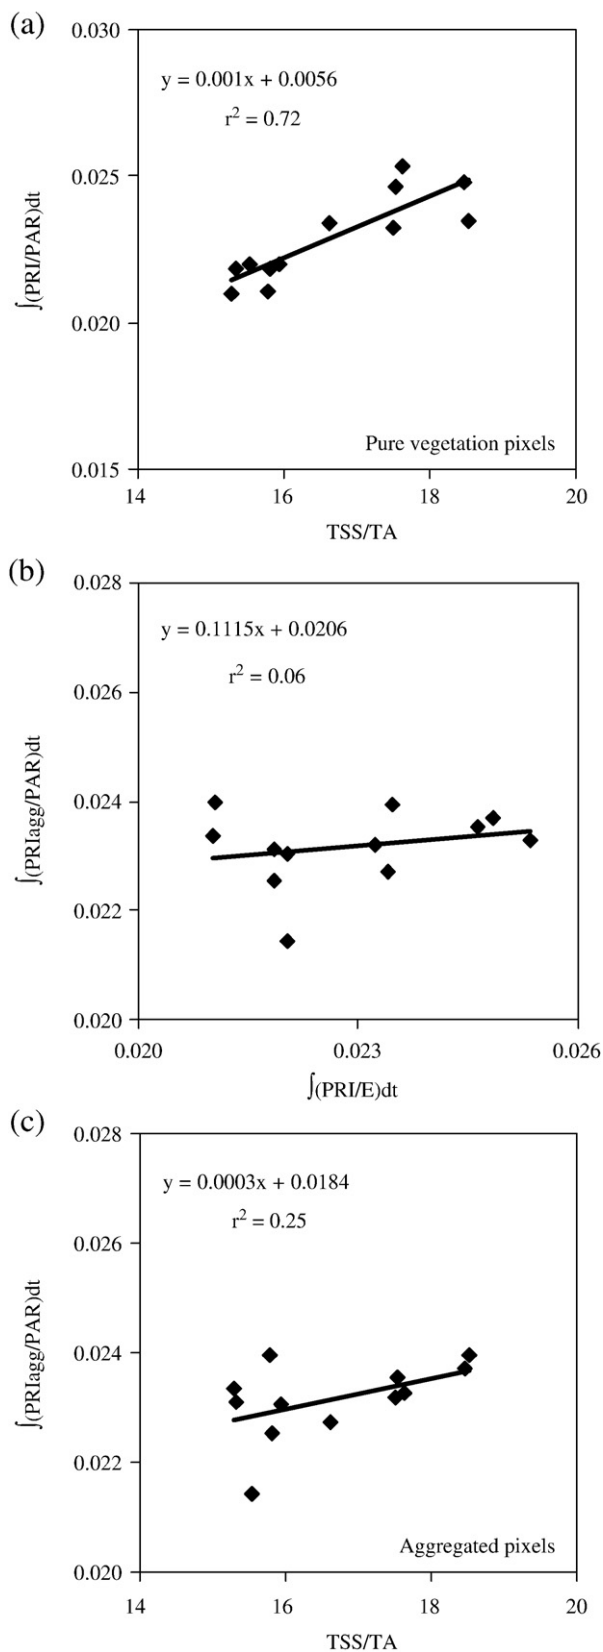 (a)
0.030
y = 0.001x + 0.0056
r² = 0.72
0.025
∫(PRI/PAR)dt
0.020
Pure vegetation pixels
0.015
14 16 18 20
TSS/TA
(b)
0.028
y = 0.1115x + 0.0206
r² = 0.06
0.026
∫(PRIagg/PAR)dt
0.024
0.022
0.020
0.020 0.023 0.026
∫(PRI/E)dt
(c)
0.028
y = 0.0003x + 0.0184
r² = 0.25
0.026
∫(PRIagg/PAR)dt
0.024
0.022
Aggregated pixels
0.020
14 16 18 20
TSS/TA